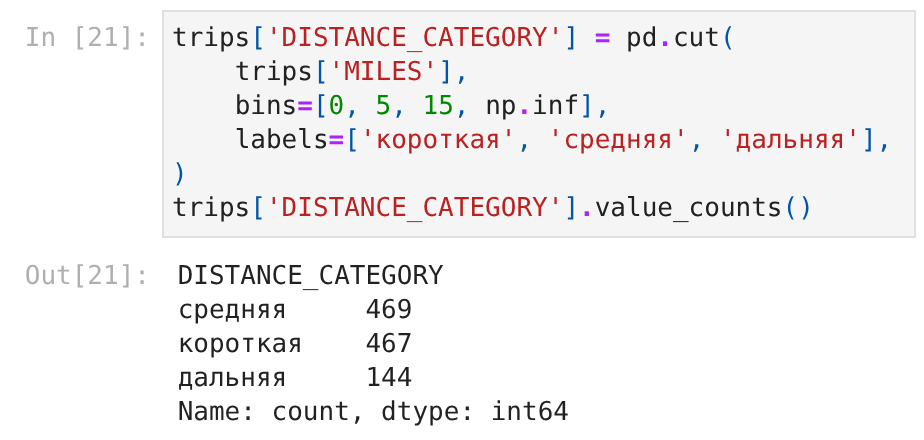 In [21]: trips['DISTANCE_CATEGORY'] = pd.cut(
    trips['MILES'],
    bins=[0, 5, 15, np.inf],
    labels=['короткая', 'средняя', 'дальняя'],
)
trips['DISTANCE_CATEGORY'].value_counts()
Out[21]: DISTANCE_CATEGORY
средняя     469
короткая    467
дальняя     144
Name: count, dtype: int64